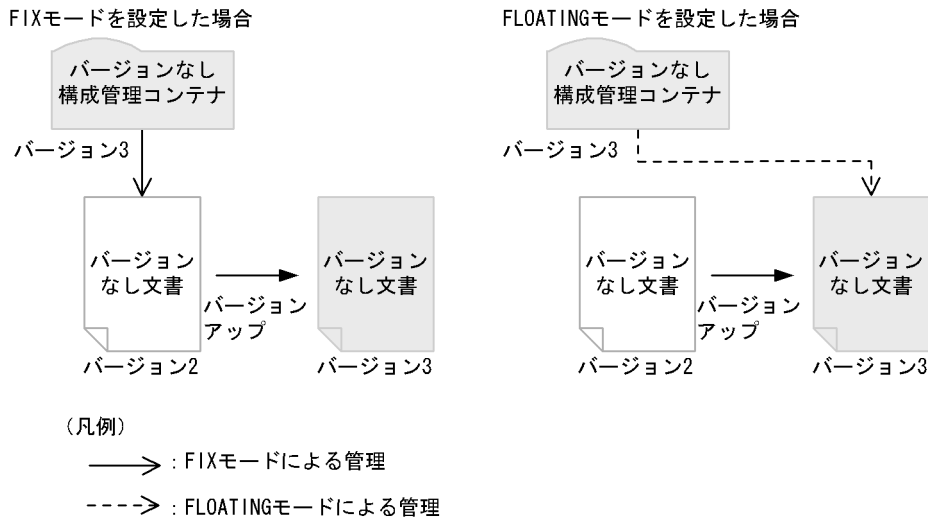 FIXモードを設定した場合
バージョンなし
構成管理コンテナ
バージョン3
バージョン
なし文書
バージョン
アップ
バージョン
なし文書
バージョン2
バージョン3
FLOATINGモードを設定した場合
バージョンなし
構成管理コンテナ
バージョン3
バージョン
なし文書
バージョン
アップ
バージョン
なし文書
バージョン2
バージョン3
(凡例)
：FIXモードによる管理
：FLOATINGモードによる管理